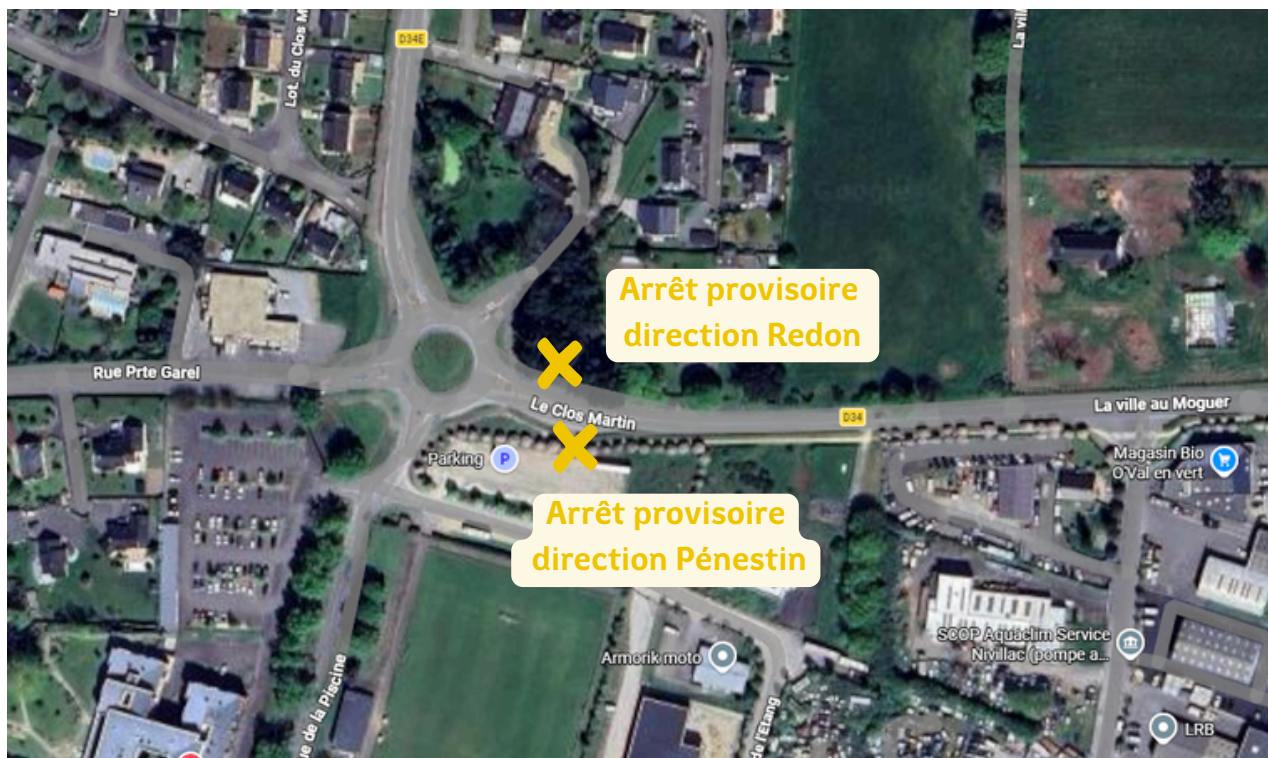 D34E
Lot. du Clos M
La vil
Arrêt provisoire
direction Redon
Rue Prte Garel
Le Clos Martin
D34
La ville au Moguer
Parking
P
Magasin Bio
O'Val en vert
Arrêt provisoire
direction Pénestin
SCOP Aquaclim Service
Nivillac (pompe a...
Armorik moto
ue de la Piscine
de l'Etang
LRB